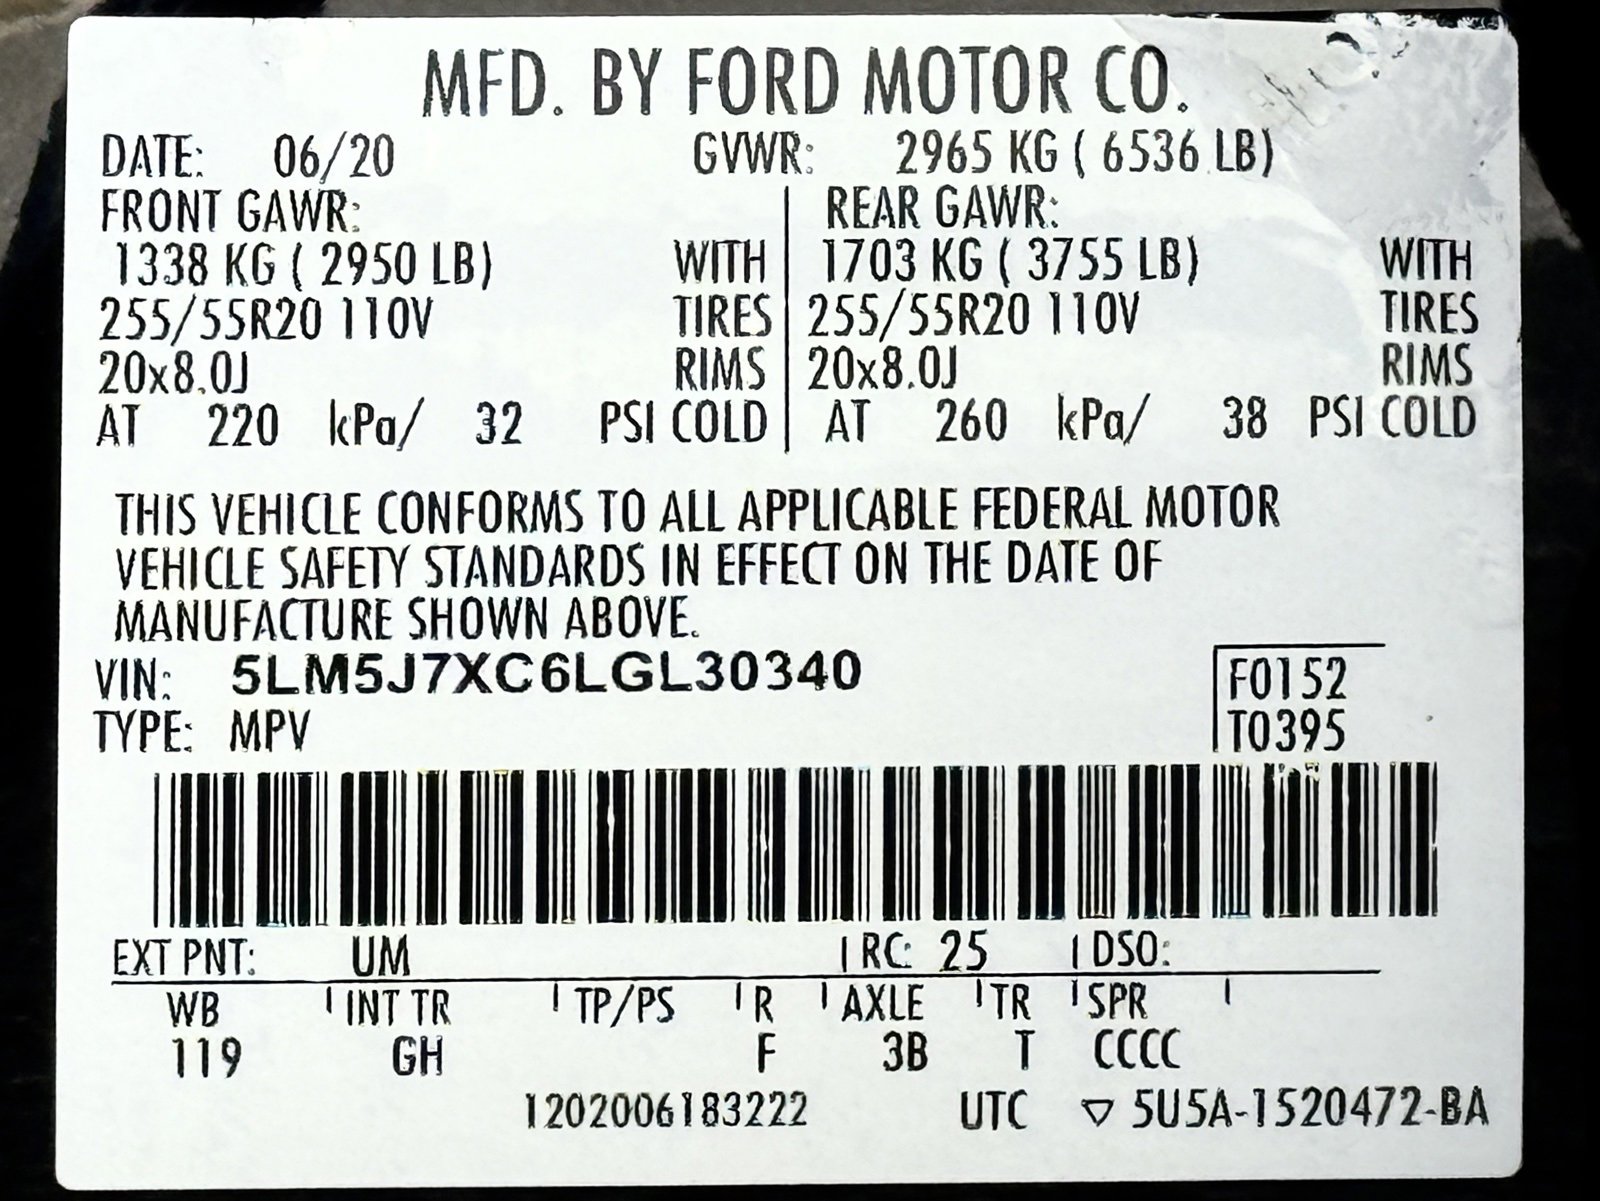 MFD. BY FORD MOTOR CO.
DATE: 06/20 GVWR: 2965 KG ( 6536 LB)
FRONT GAWR: REAR GAWR:
1338 KG ( 2950 LB) WITH 1703 KG ( 3755 LB) WITH
255/55R20 110V TIRES 255/55R20 110V TIRES
20x8.0J RIMS 20x8.0J RIMS
AT 220 kPa/ 32 PSI COLD AT 260 kPa/ 38 PSI COLD
THIS VEHICLE CONFORMS TO ALL APPLICABLE FEDERAL MOTOR
VEHICLE SAFETY STANDARDS IN EFFECT ON THE DATE OF
MANUFACTURE SHOWN ABOVE.
VIN: 5LM5J7XC6LGL30340 F0152
TYPE: MPV T0395
EXT PNT: UM RC: 25 DSO:
WB INT TR TP/PS R AXLE TR SPR
119 GH F 3B T CCCC
1202006183222 UTC ▽ 5U5A-1520472-BA